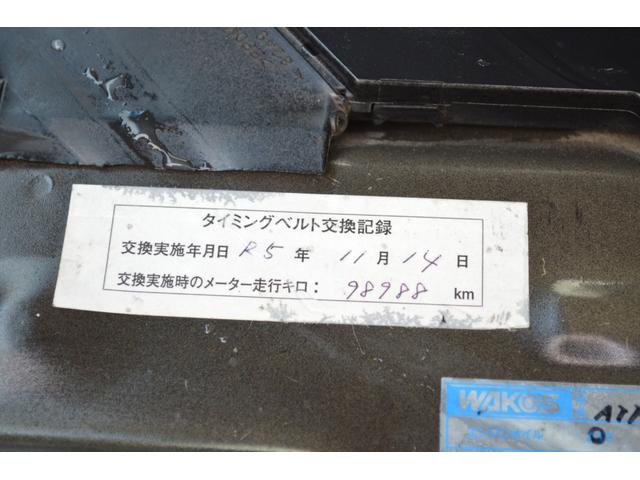 タイミングベルト交換記録
交換実施年月日 R5 年 11 月 14 日
交換実施時のメーター走行キロ： 98988 km
WAKO'S